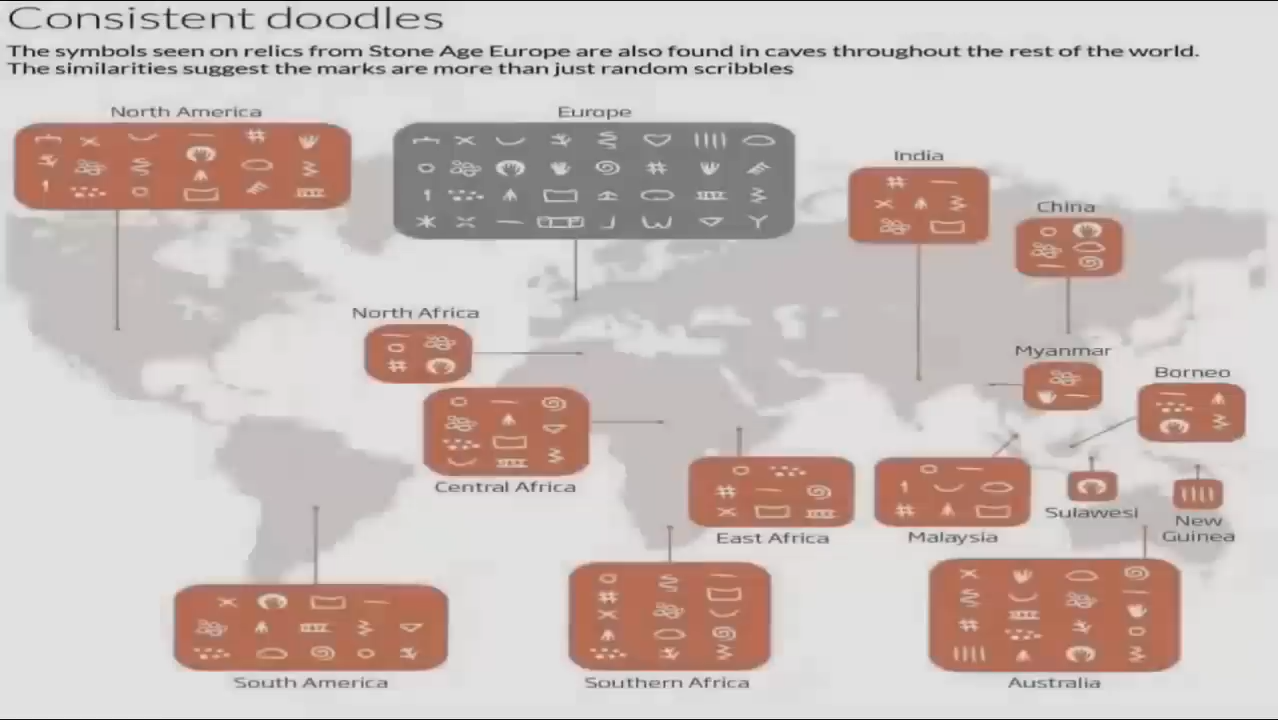 Consistent doodles
The symbols seen on relics from Stone Age Europe are also found in caves throughout the rest of the world.
The similarities suggest the marks are more than just random scribbles
North America
Europe
India
China
North Africa
Myanmar
Borneo
Central Africa
East Africa
Malaysia
Sulawesi
New
Guinea
South America
Southern Africa
Australia